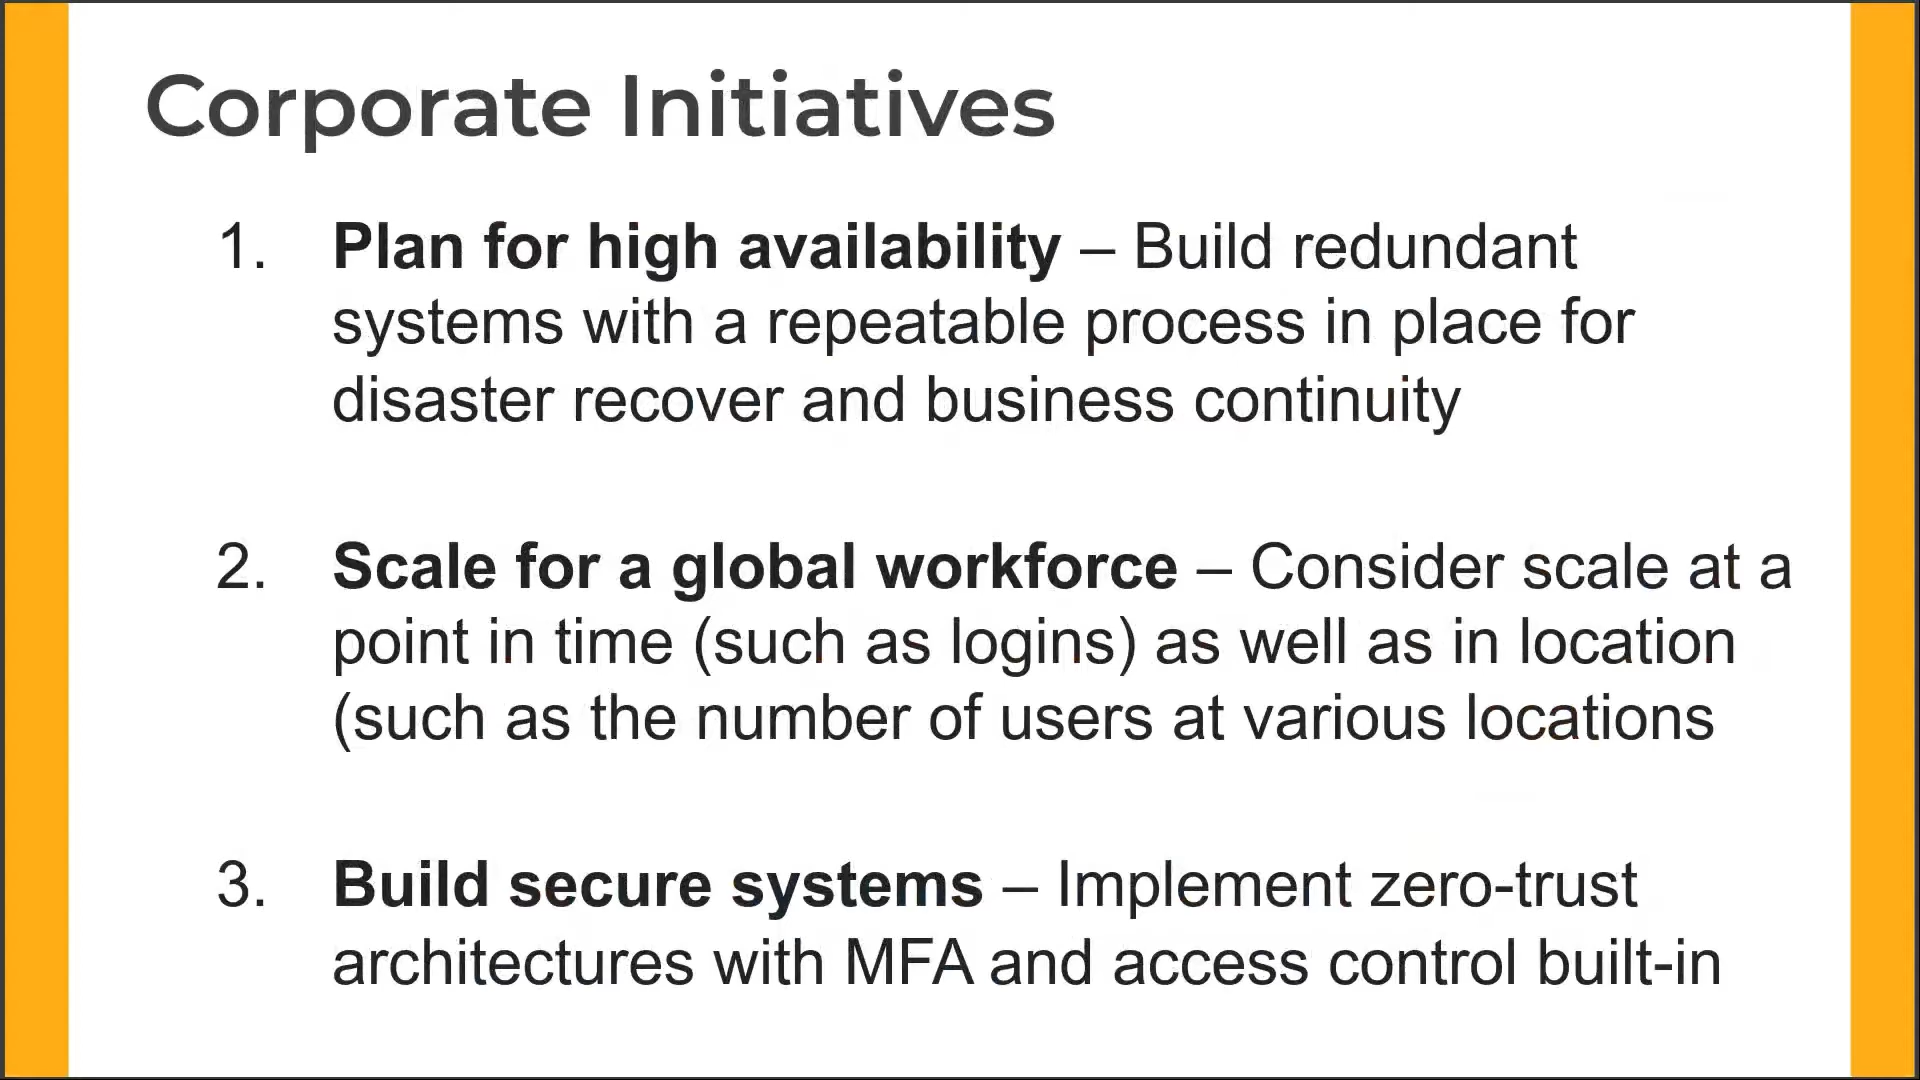 Corporate Initiatives
1. Plan for high availability – Build redundant
systems with a repeatable process in place for
disaster recover and business continuity
2. Scale for a global workforce – Consider scale at a
point in time (such as logins) as well as in location
(such as the number of users at various locations
3. Build secure systems – Implement zero-trust
architectures with MFA and access control built-in